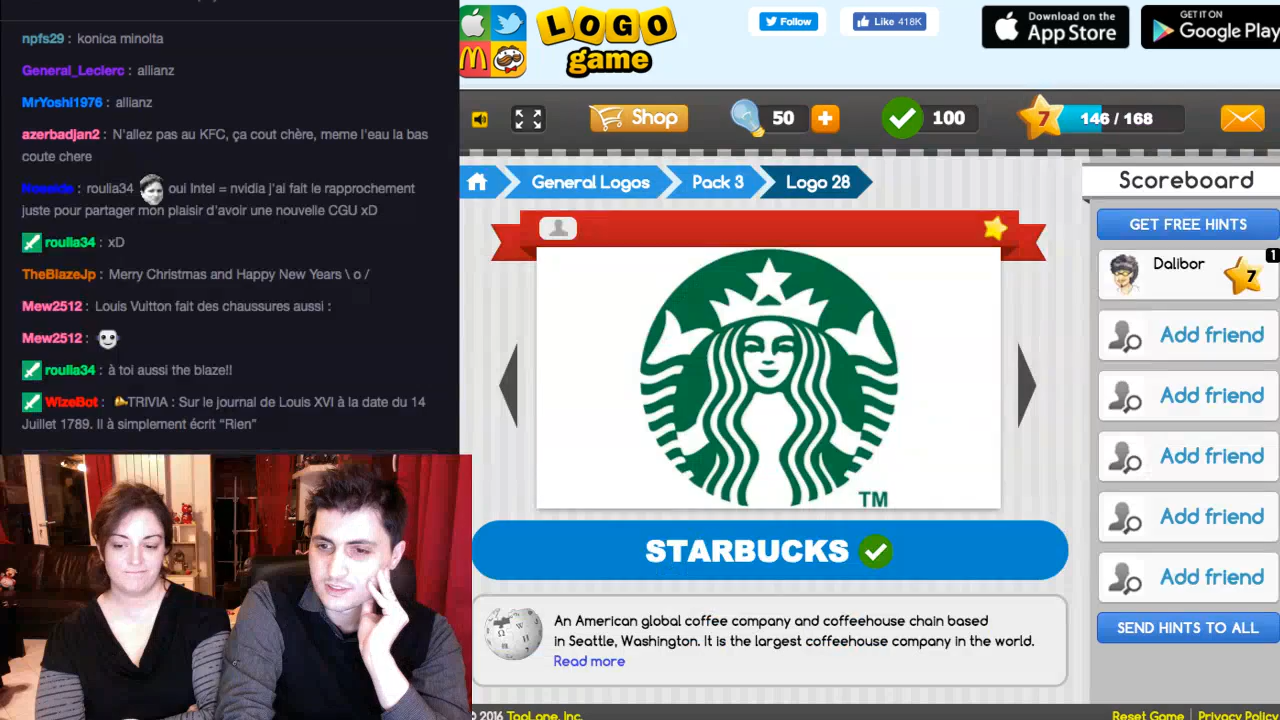 npfs29 : konica minolta
General_Leclerc : allianz
MrYoshi1976 : allianz
azerbadjan2 : N'allez pas au KFC, ça cout chère, meme l'eau la bas
coute chere
roulia34 oui Intel = nvidia j'ai fait le rapprochement
juste pour partager mon plaisir d'avoir une nouvelle CGU xD
roulia34 : xD
TheBlazeJp : Merry Christmas and Happy New Years \ o /
Mew2512 : Louis Vuitton fait des chaussures aussi :
Mew2512 :
roulia34 : à toi aussi the blaze!!
WizeBot : TRIVIA : Sur le journal de Louis XVI à la date du 14
Juillet 1789. Il à simplement écrit "Rien"
LOGO
game
Follow
Like 418K
Download on the
App Store
GET IT ON
Google Play
Shop
50
100
7
146 / 168
General Logos
Pack 3
Logo 28
TM
STARBUCKS
An American global coffee company and coffeehouse chain based
in Seattle, Washington. It is the largest coffeehouse company in the world.
Read more
Scoreboard
GET FREE HINTS
Dalibor
7
1
Add friend
Add friend
Add friend
Add friend
Add friend
SEND HINTS TO ALL
© 2016 TapLane, Inc.
Reset Game | Privacy Policy